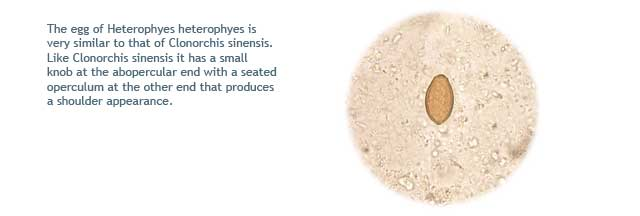 The egg of Heterophyes heterophyes is
very similar to that of Clonorchis sinensis.
Like Clonorchis sinensis it has a small
knob at the abopercular end with a seated
operculum at the other end that produces
a shoulder appearance.